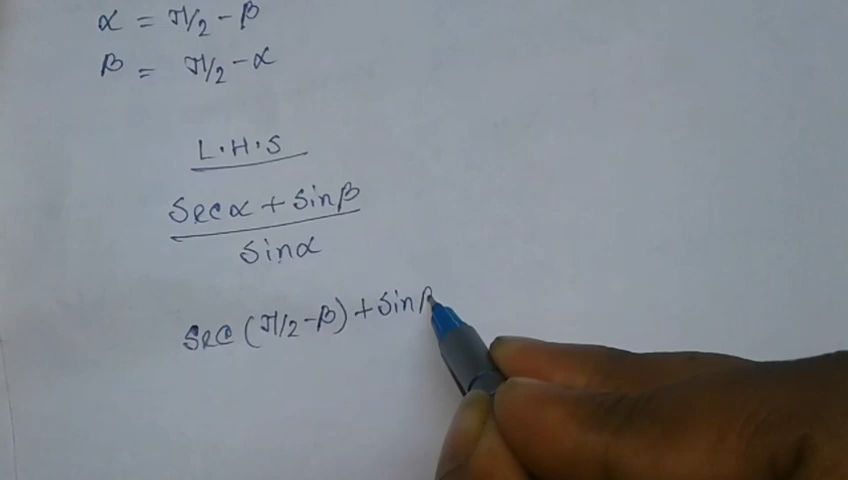 α = π/2 - β
β = π/2 - α
L.H.S
Secα + Sinβ
Sinα
Sec (π/2 - β) + Sinβ